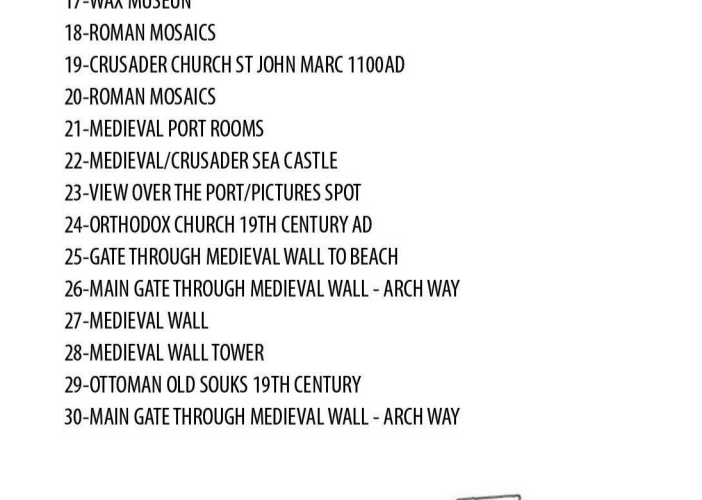 17-WAX MUSEUN
18-ROMAN MOSAICS
19-CRUSADER CHURCH ST JOHN MARC 1100AD
20-ROMAN MOSAICS
21-MEDIEVAL PORT ROOMS
22-MEDIEVAL/CRUSADER SEA CASTLE
23-VIEW OVER THE PORT/PICTURES SPOT
24-ORTHODOX CHURCH 19TH CENTURY AD
25-GATE THROUGH MEDIEVAL WALL TO BEACH
26-MAIN GATE THROUGH MEDIEVAL WALL - ARCH WAY
27-MEDIEVAL WALL
28-MEDIEVAL WALL TOWER
29-OTTOMAN OLD SOUKS 19TH CENTURY
30-MAIN GATE THROUGH MEDIEVAL WALL - ARCH WAY